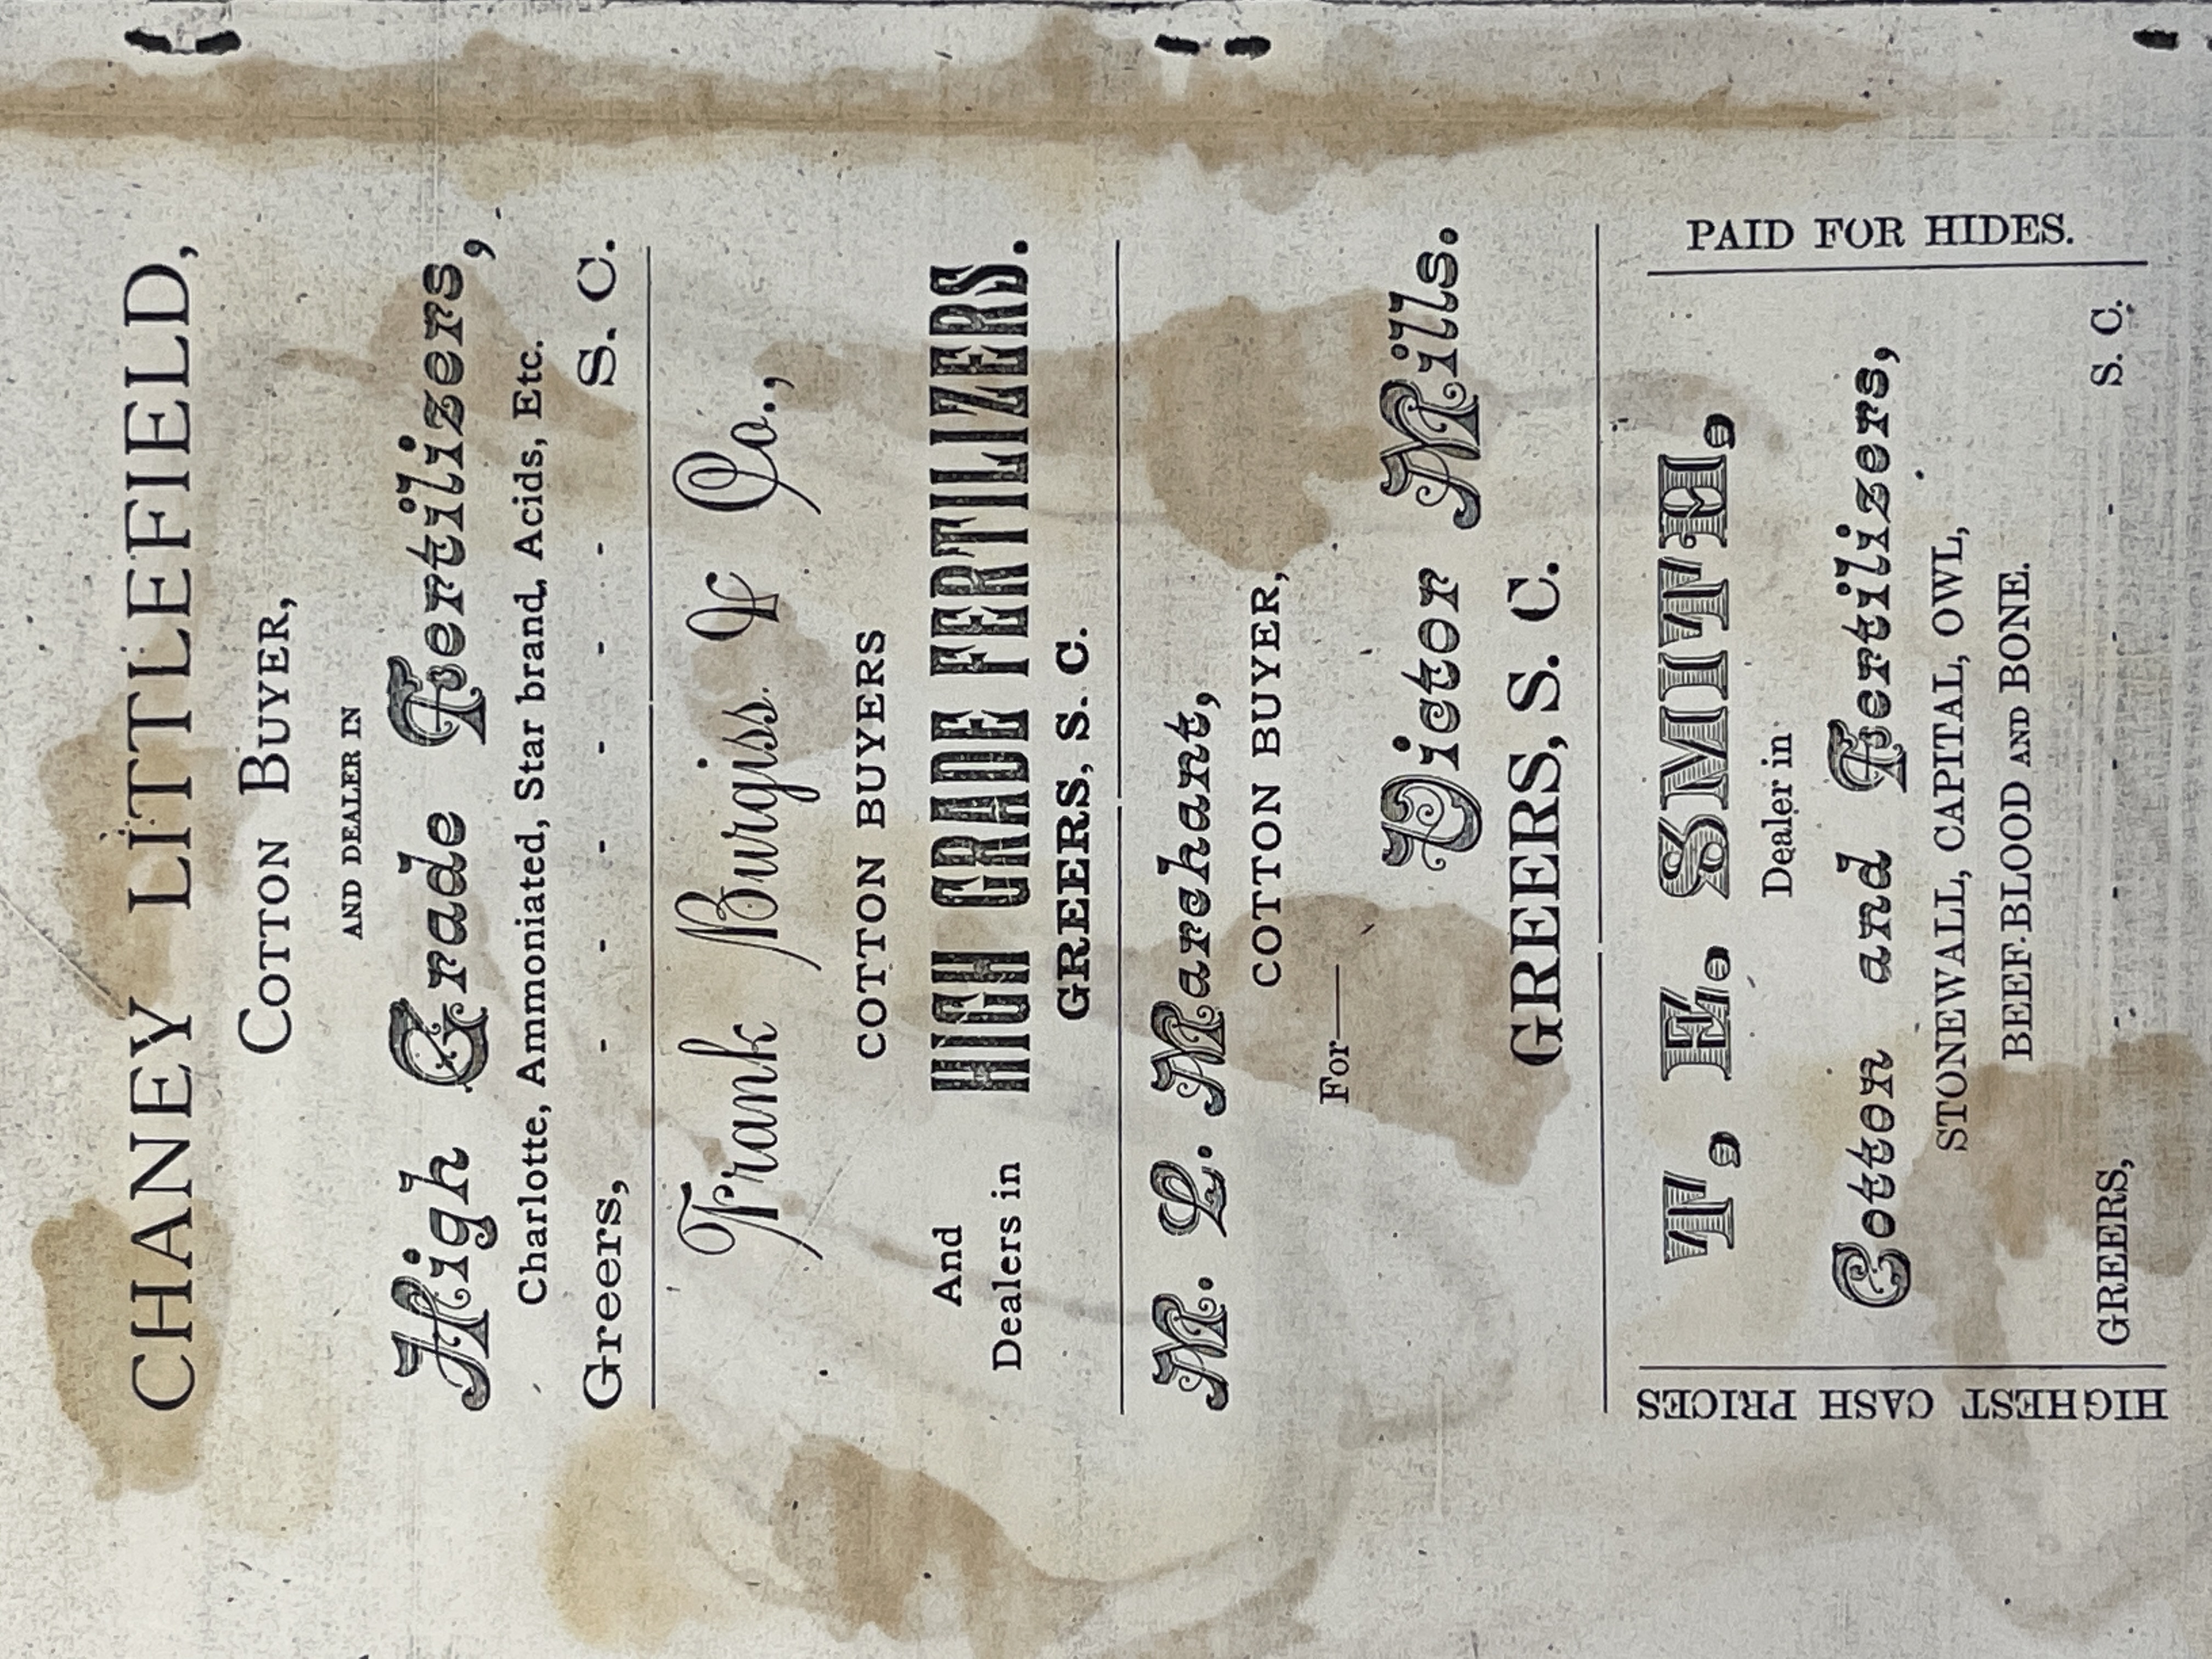 CHANEY LITTLEFIELD,
COTTON BUYER,
AND DEALER IN
High Grade Fertilizers,
Charlotte, Ammoniated, Star brand, Acids, Etc.
Greers, - - - - - - S. C.
Frank Burgiss & Co.,
COTTON BUYERS
And
Dealers in
HIGH GRADE FERTILIZERS.
GREERS, S. C.
M. L. Marchant,
COTTON BUYER,
For—
Victor Mills.
GREERS, S. C.
HIGHEST CASH PRICES
T, E. SMITH,
Dealer in
Cotton and Fertilizers,
STONEWALL, CAPITAL, OWL,
BEEF-BLOOD AND BONE.
GREERS, - - - - S. C.
PAID FOR HIDES.